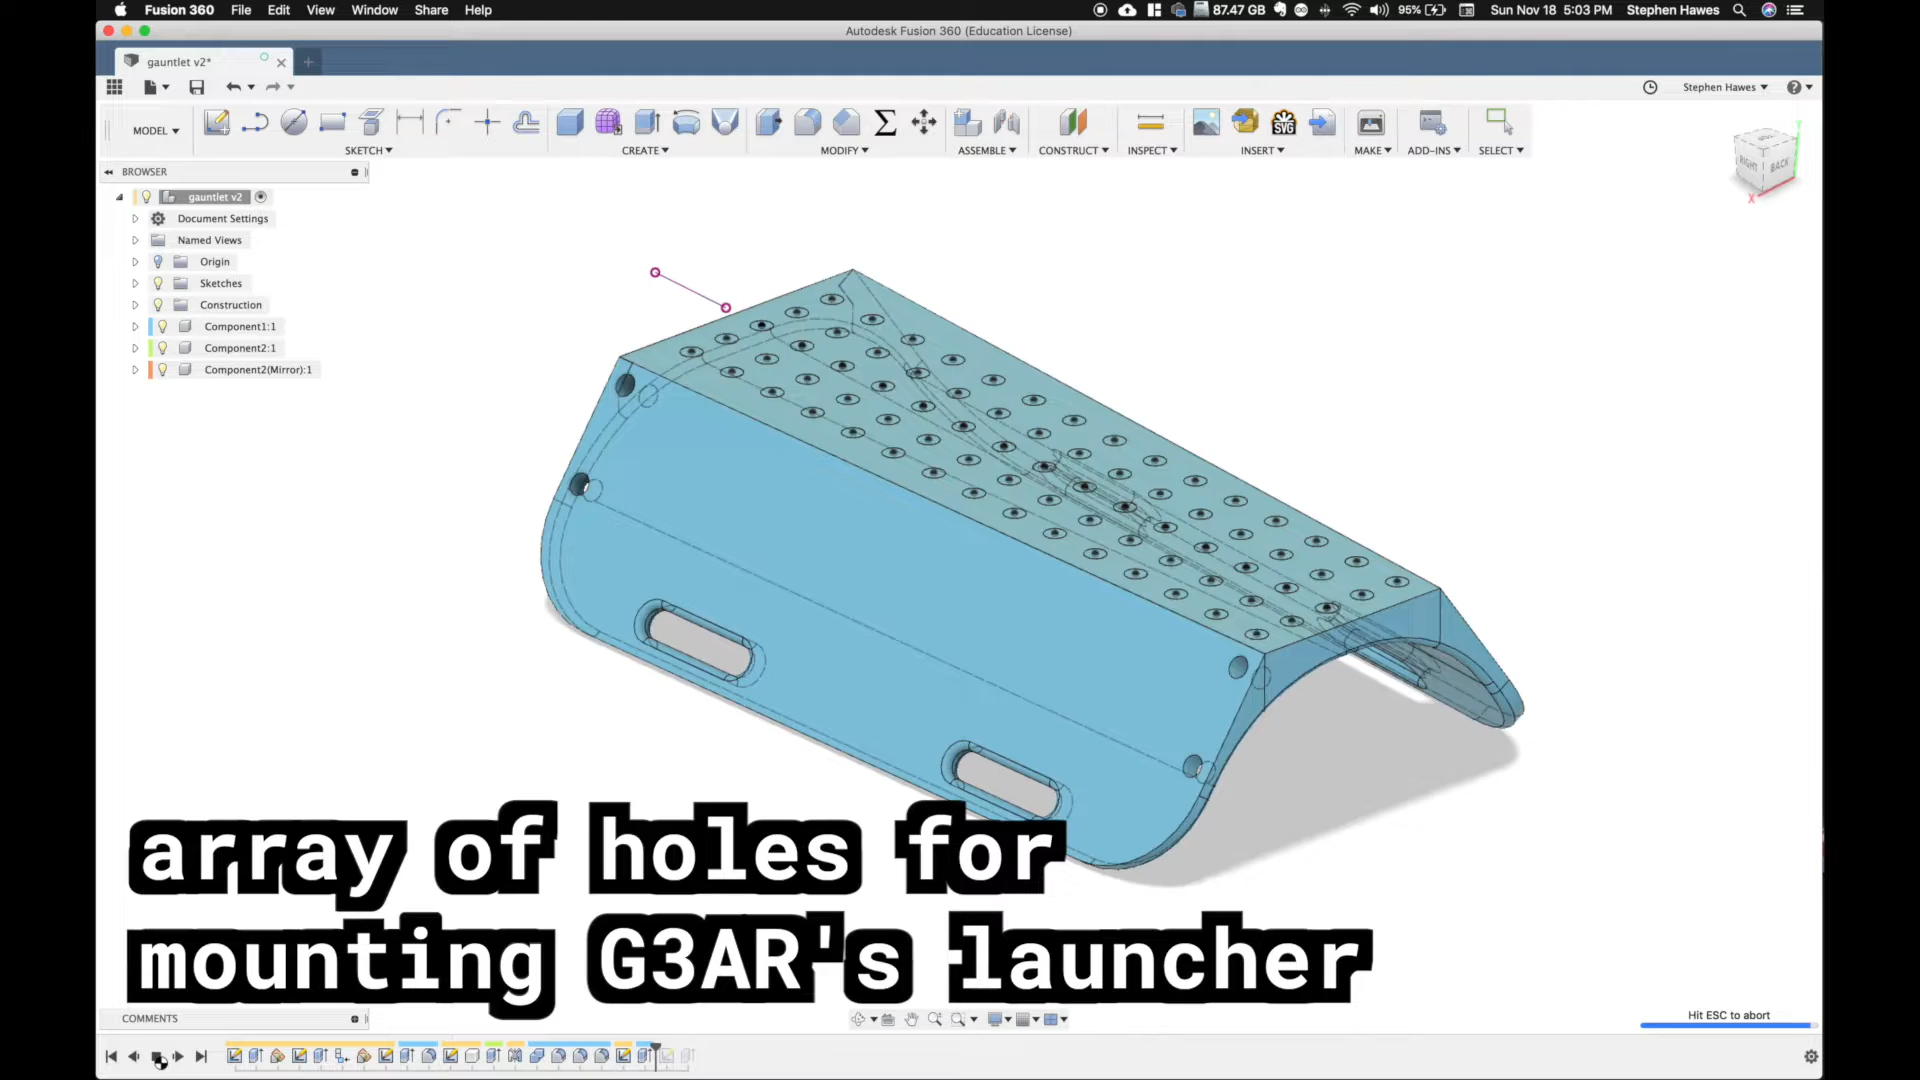 Fusion 360 File Edit View Window Share Help 87.47 GB 95% Sun Nov 18 5:03 PM Stephen Hawes
Autodesk Fusion 360 (Education License)
gauntlet v2*
Stephen Hawes
MODEL
SKETCH CREATE MODIFY ASSEMBLE CONSTRUCT INSPECT INSERT MAKE ADD-INS SELECT
SVG
RIGHT BACK
X
BROWSER
gauntlet v2
Document Settings
Named Views
Origin
Sketches
Construction
Component1:1
Component2:1
Component2(Mirror):1
array of holes for
mounting G3AR's launcher
COMMENTS
Hit ESC to abort